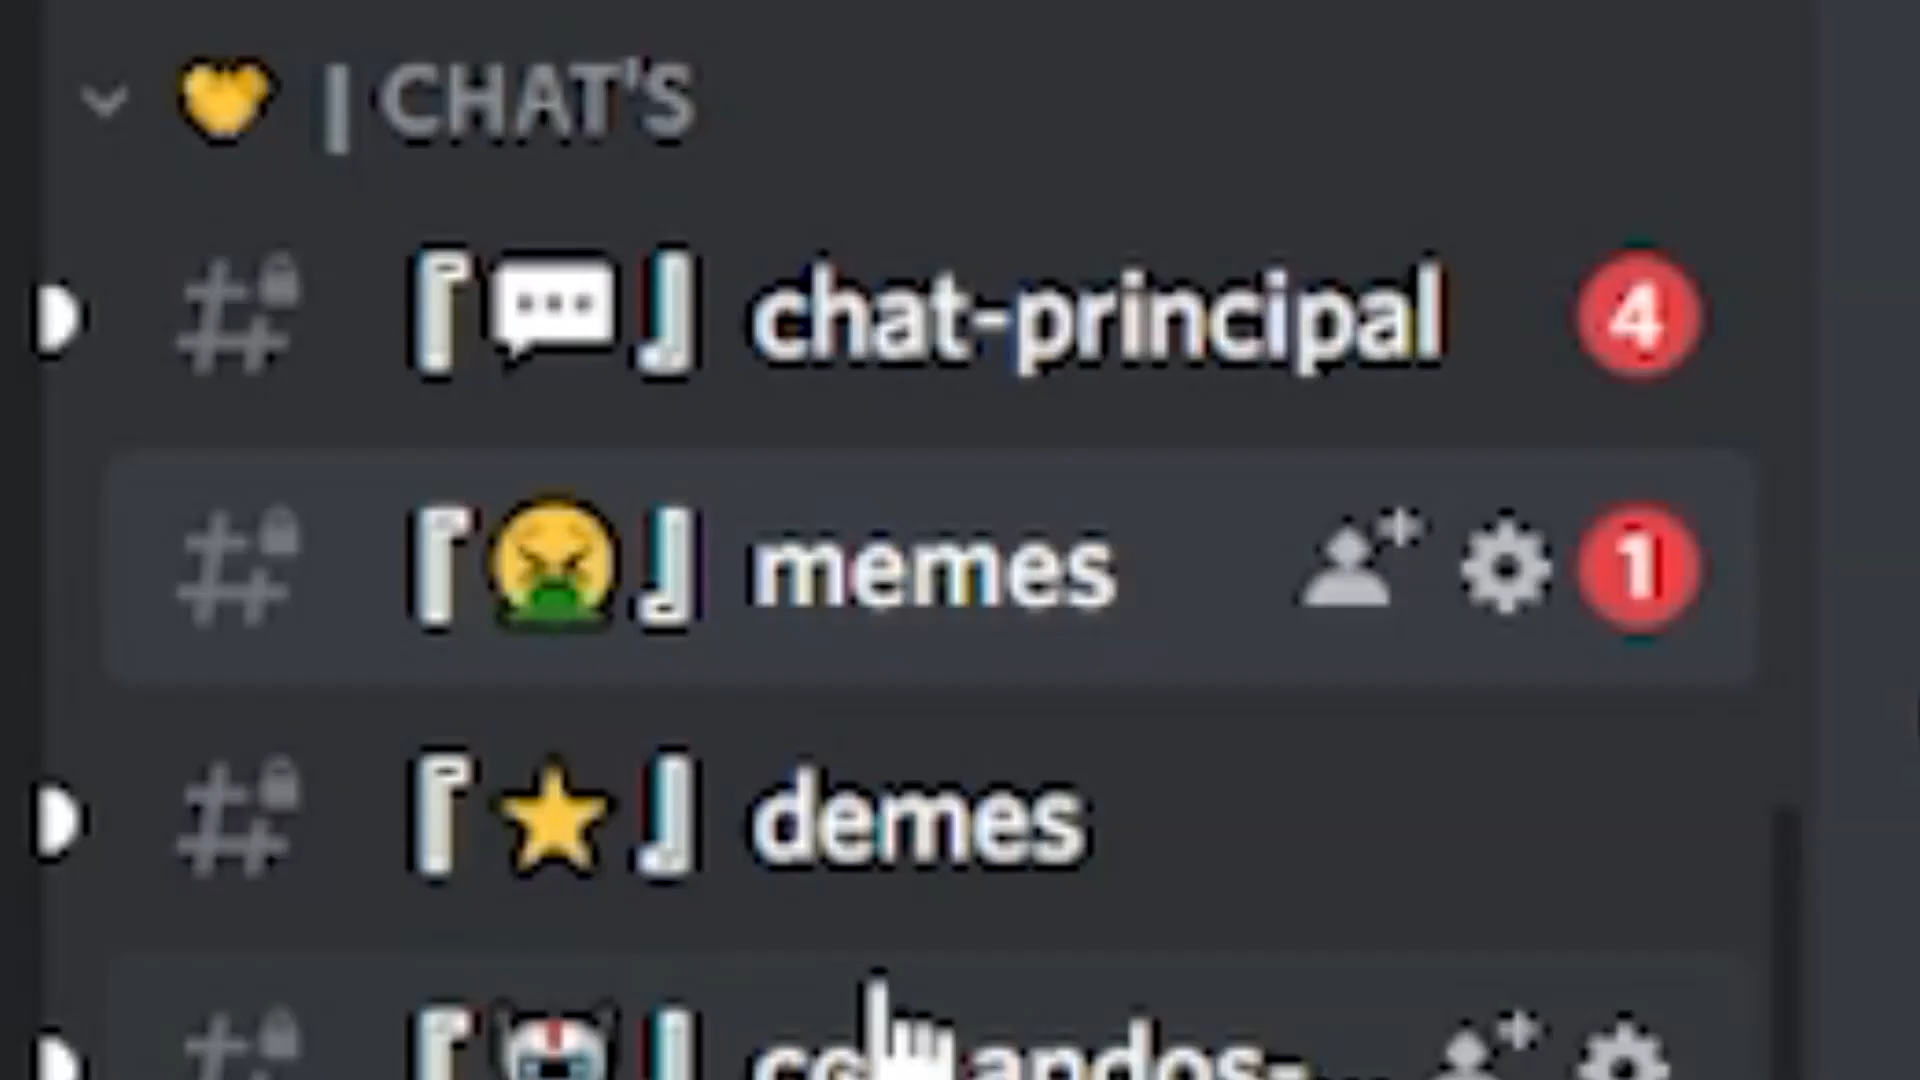 💛 | CHAT'S
『💬』chat-principal 4
『🤮』memes 1
『⭐』demes